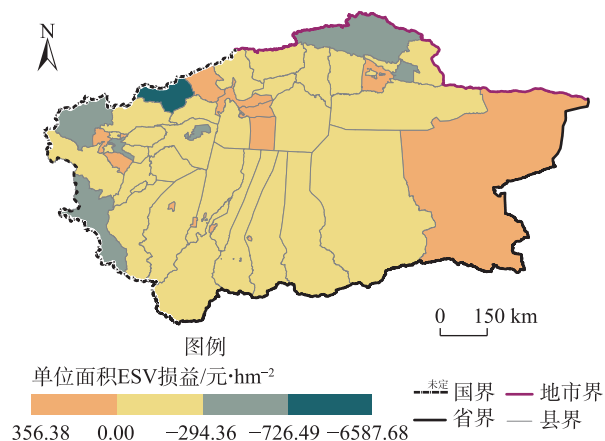 N
0 150 km
图例
单位面积ESV损益/元·hm⁻²
356.38 0.00 −294.36 −726.49 −6587.68
未定 国界 地市界
省界 县界